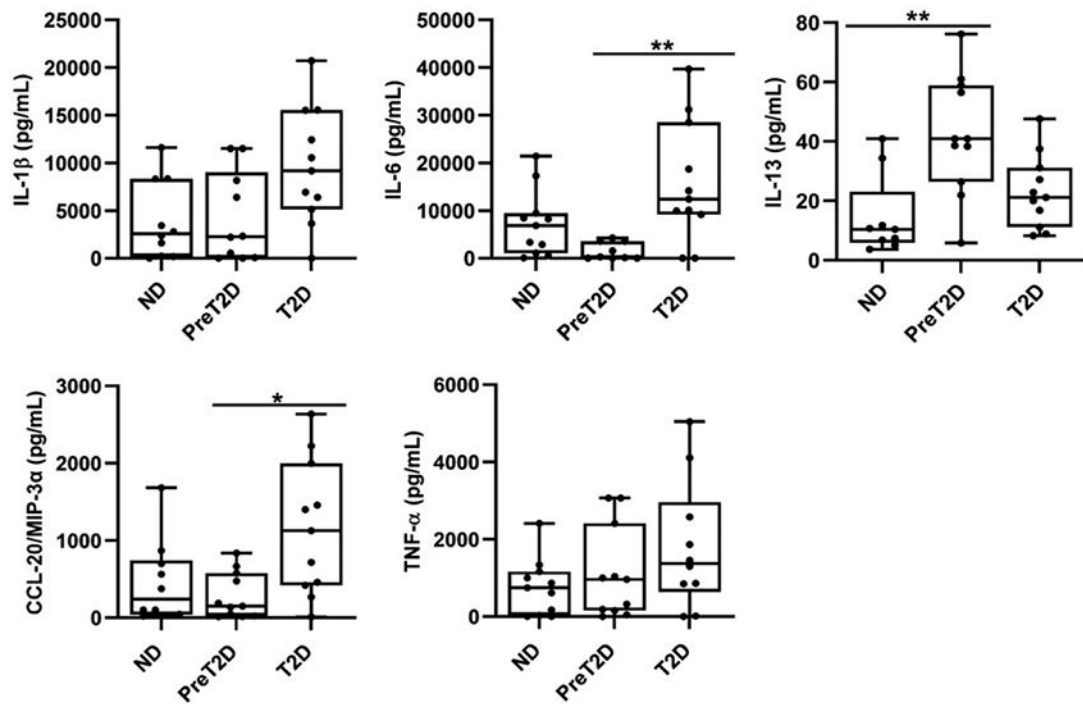 IL-1β (pg/mL)
25000
20000
15000
10000
5000
0
ND
PreT2D
T2D
IL-6 (pg/mL)
50000
40000
30000
20000
10000
0
**
ND
PreT2D
T2D
IL-13 (pg/mL)
80
60
40
20
0
**
ND
PreT2D
T2D
CCL-20/MIP-3α (pg/mL)
3000
2000
1000
0
*
ND
PreT2D
T2D
TNF-α (pg/mL)
6000
4000
2000
0
ND
PreT2D
T2D